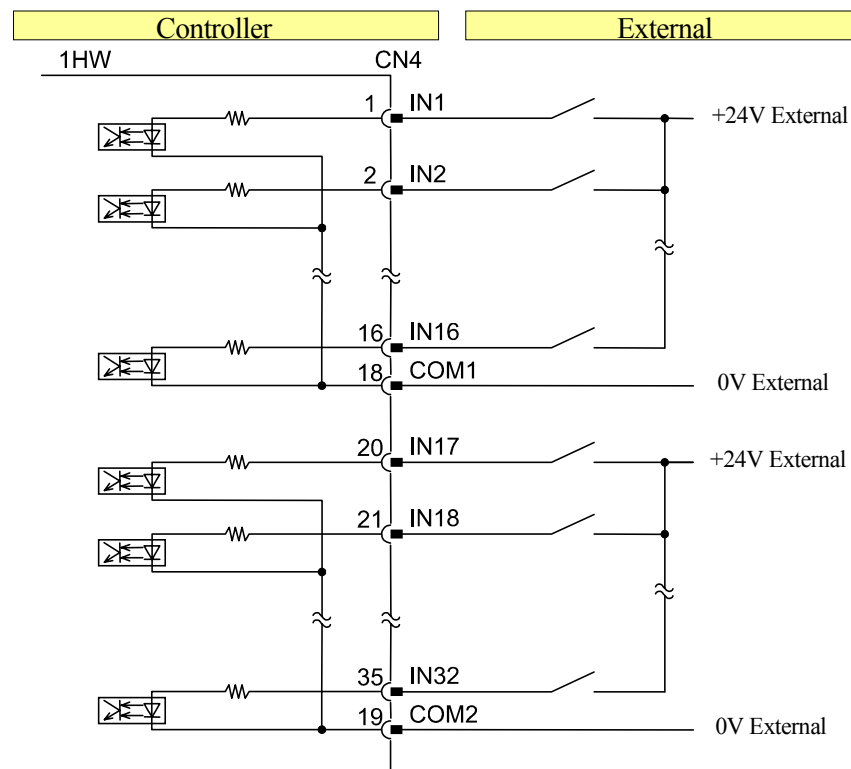 Controller
External
1HW
CN4
1
IN1
+24V External
2
IN2
16
IN16
18
COM1
0V External
20
IN17
+24V External
21
IN18
35
IN32
19
COM2
0V External